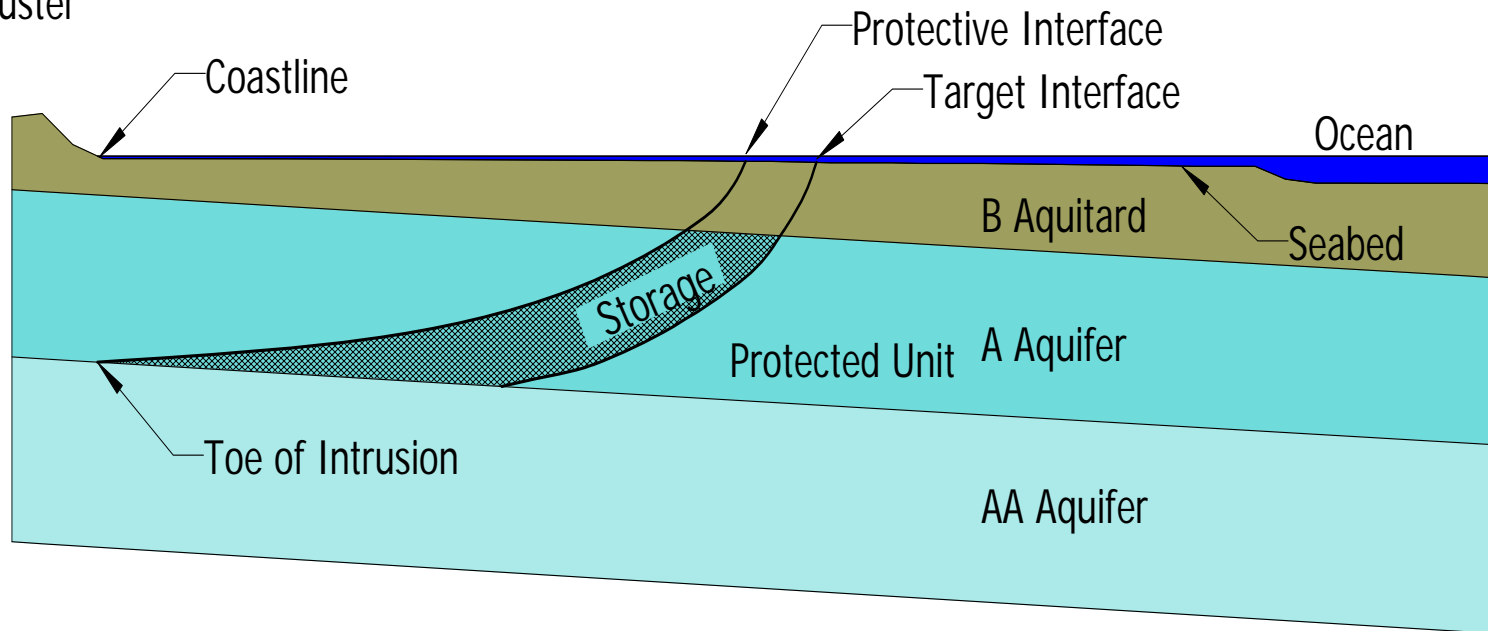 Protective Interface
Coastline
Target Interface
Ocean
B Aquitard
Seabed
Storage
Protected Unit
A Aquifer
Toe of Intrusion
AA Aquifer